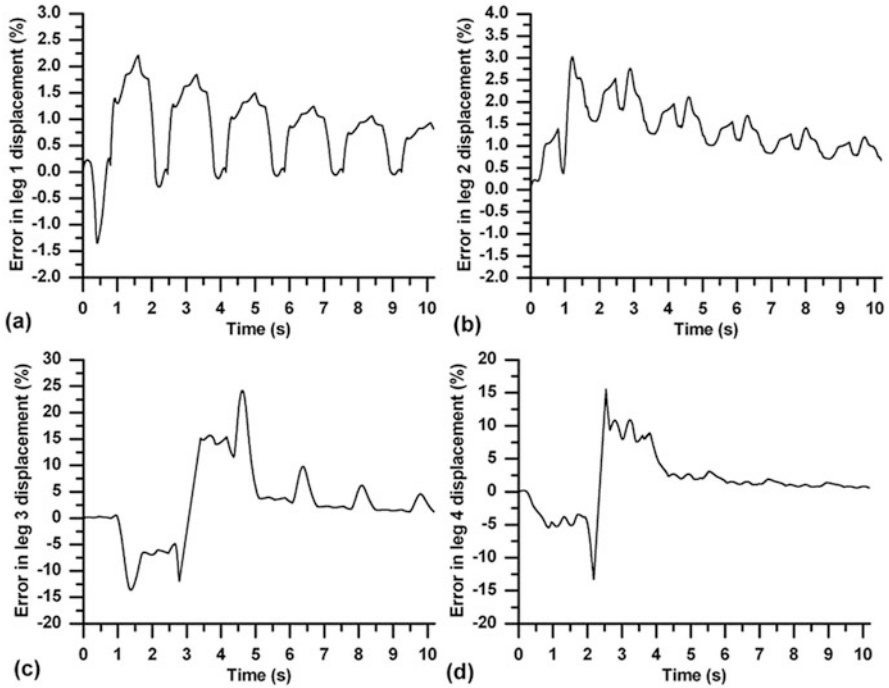 Error in leg 1 displacement (%)
3.0
2.5
2.0
1.5
1.0
0.5
0.0
-0.5
-1.0
-1.5
-2.0
0 1 2 3 4 5 6 7 8 9 10
Time (s)
(a)
Error in leg 2 displacement (%)
4.0
3.5
3.0
2.5
2.0
1.5
1.0
0.5
0.0
-0.5
-1.0
-1.5
-2.0
0 1 2 3 4 5 6 7 8 9 10
Time (s)
(b)
Error in leg 3 displacement (%)
30
25
20
15
10
5
0
-5
-10
-15
-20
0 1 2 3 4 5 6 7 8 9 10
Time (s)
(c)
Error in leg 4 displacement (%)
20
15
10
5
0
-5
-10
-15
-20
0 1 2 3 4 5 6 7 8 9 10
Time (s)
(d)